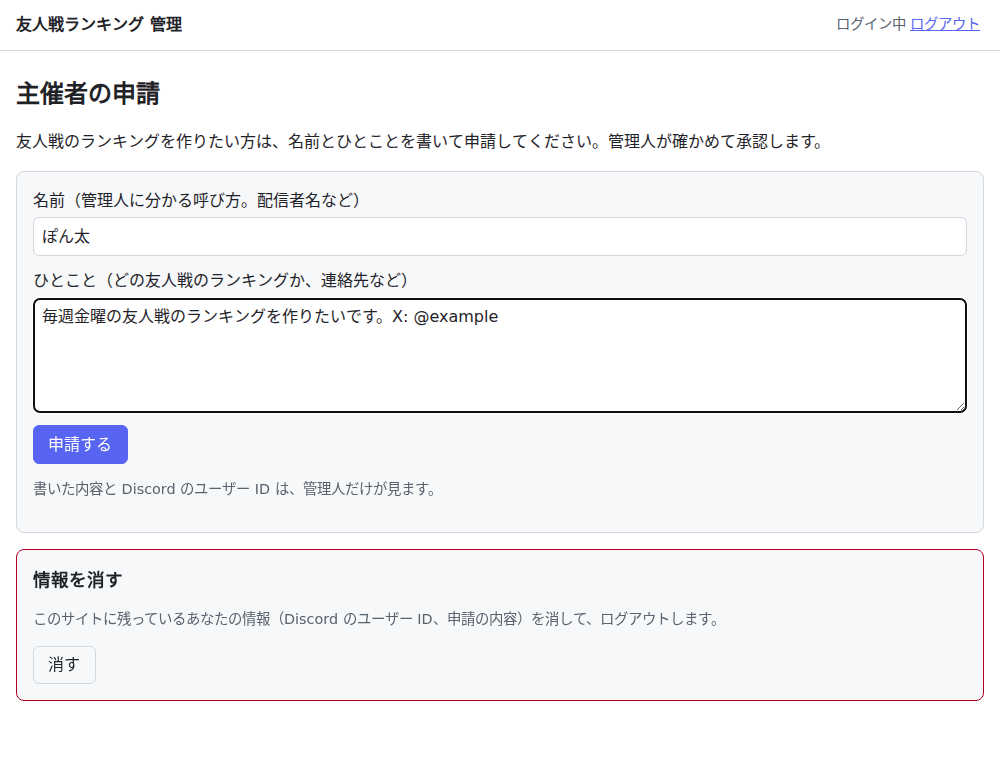 友人戦ランキング 管理
ログイン中 ログアウト
主催者の申請
友人戦のランキングを作りたい方は、名前とひとことを書いて申請してください。管理人が確かめて承認します。
名前（管理人に分かる呼び方。配信者名など）
ぽん太
ひとこと（どの友人戦のランキングか、連絡先など）
毎週金曜の友人戦のランキングを作りたいです。X: @example
申請する
書いた内容と Discord のユーザー ID は、管理人だけが見ます。
情報を消す
このサイトに残っているあなたの情報（Discord のユーザー ID、申請の内容）を消して、ログアウトします。
消す